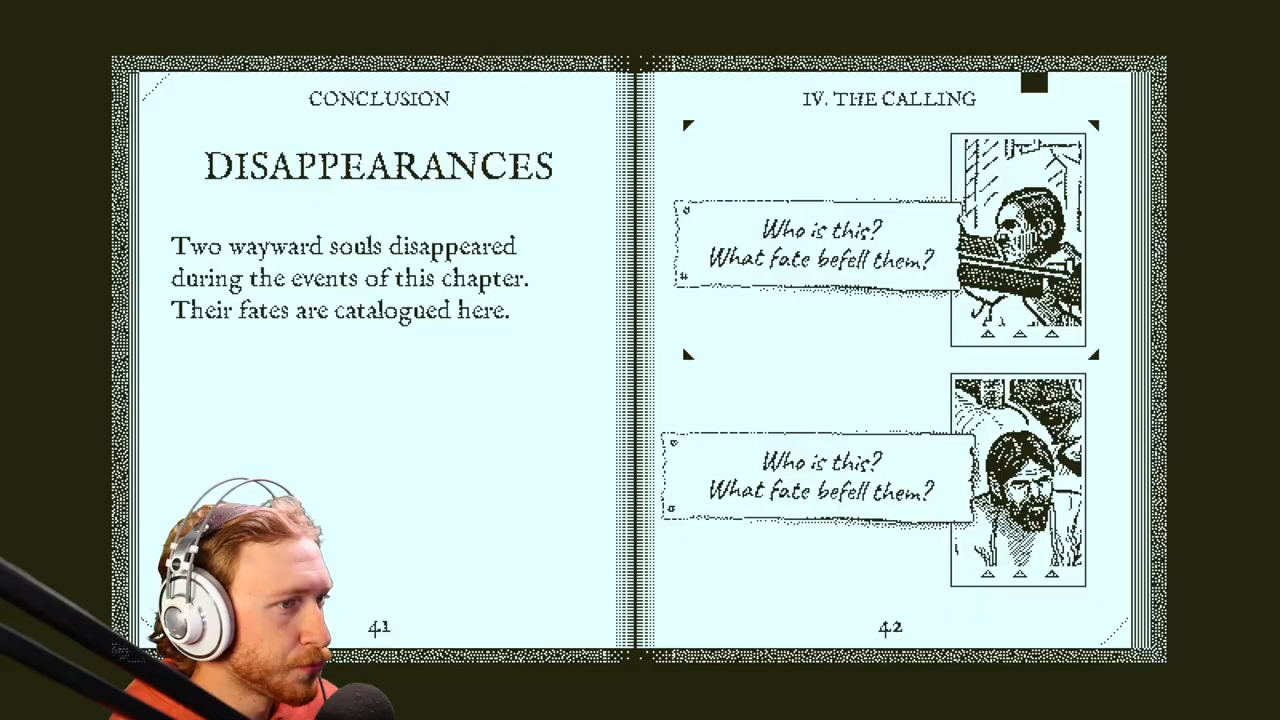 CONCLUSION
DISAPPEARANCES
Two wayward souls disappeared
during the events of this chapter.
Their fates are catalogued here.
41
IV. THE CALLING
Who is this?
What fate befell them?
Who is this?
What fate befell them?
42